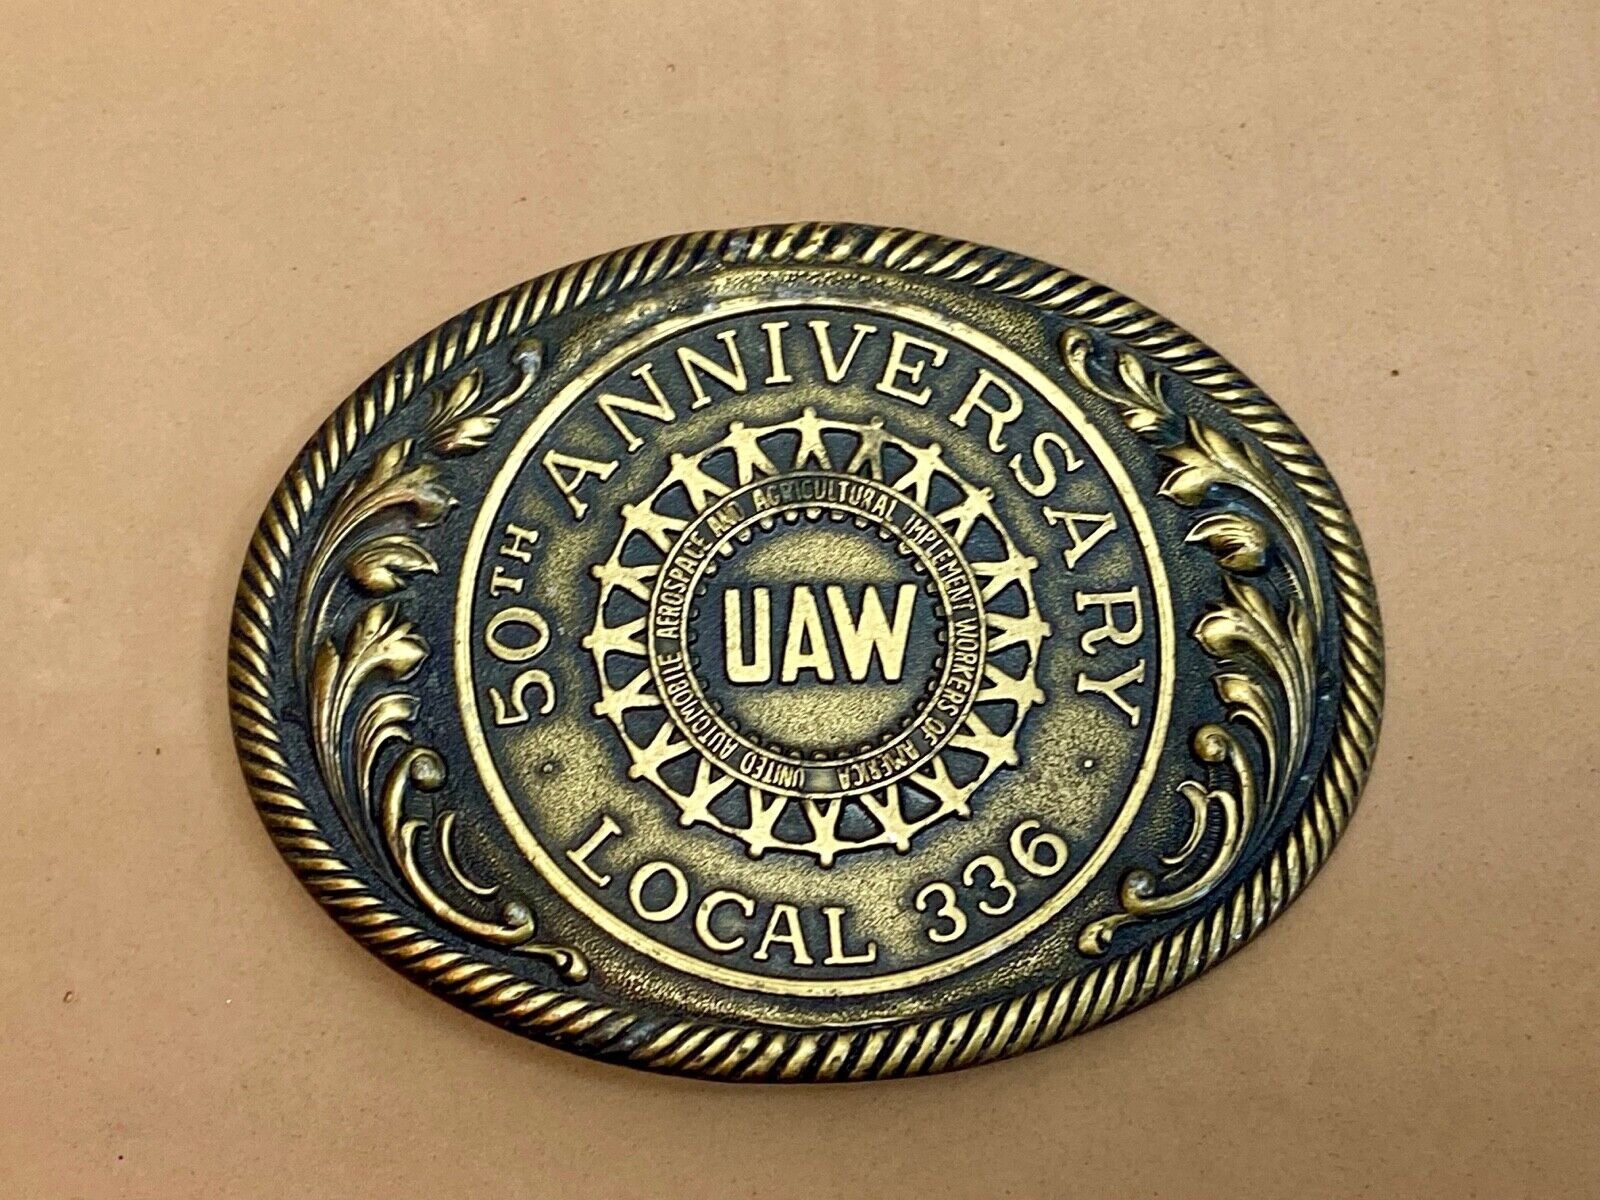 50TH ANNIVERSARY
UNITED AUTOMOBILE AEROSPACE AND AGRICULTURAL IMPLEMENT WORKERS OF AMERICA
UAW
LOCAL 336